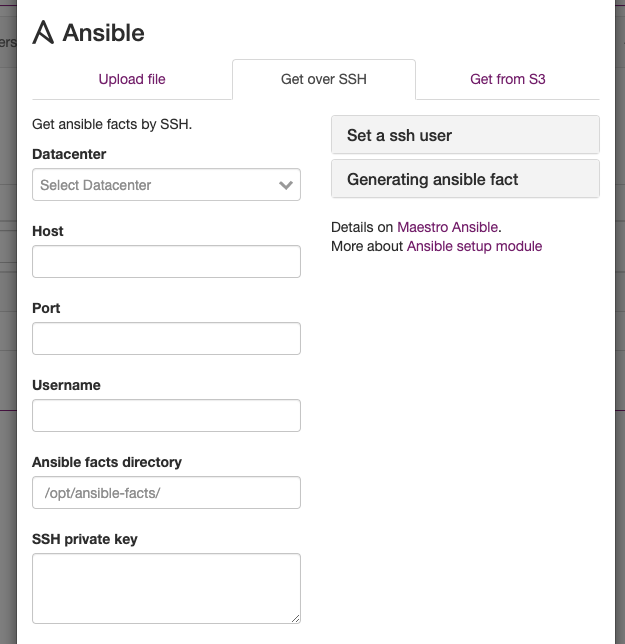 Ansible
Upload file
Get over SSH
Get from S3
Get ansible facts by SSH.
Datacenter
Select Datacenter
Host
Port
Username
Ansible facts directory
/opt/ansible-facts/
SSH private key
Set a ssh user
Generating ansible fact
Details on Maestro Ansible.
More about Ansible setup module